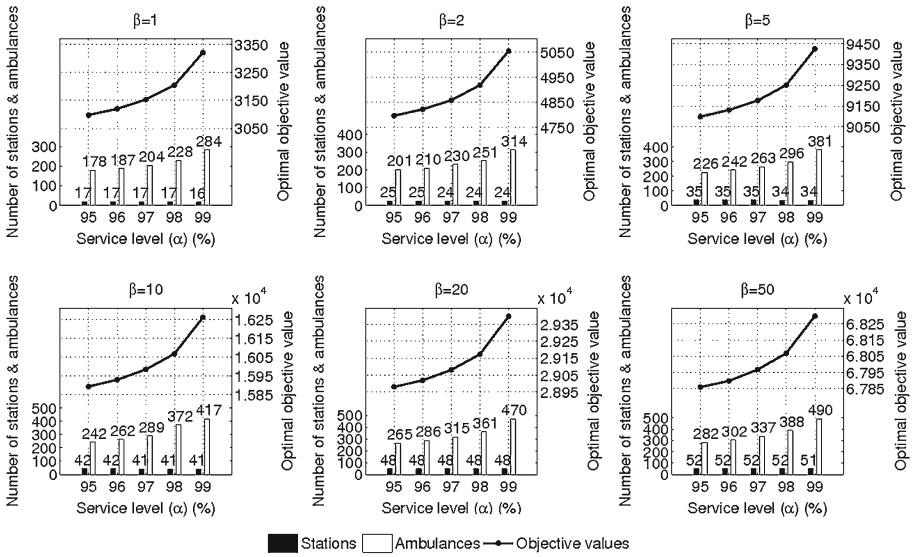 β=1
Number of stations & ambulances
300
200
100
0
3350
3250
3150
3050
Optimal objective value
178 187 204 228 284
17 17 17 17 16
95 96 97 98 99
Service level (α) (%)
β=2
400
300
200
100
0
5050
4950
4850
4750
Optimal objective value
201 210 230 251 314
25 25 24 24 24
95 96 97 98 99
Service level (α) (%)
Number of stations & ambulances
β=5
Number of stations & ambulances
400
300
200
100
0
9450
9350
9250
9150
9050
Optimal objective value
226 242 263 296 381
35 35 35 34 34
95 96 97 98 99
Service level (α) (%)
β=10
x 10⁴
Number of stations & ambulances
500
400
300
200
100
0
1.625
1.615
1.605
1.595
1.585
Optimal objective value
242 262 289 372 417
42 42 41 41 41
95 96 97 98 99
Service level (α) (%)
β=20
x 10⁴
Number of stations & ambulances
500
400
300
200
100
0
2.935
2.925
2.915
2.905
2.895
Optimal objective value
265 286 315 361 470
48 48 48 48 48
95 96 97 98 99
Service level (α) (%)
β=50
x 10⁴
Number of stations & ambulances
500
400
300
200
100
0
6.825
6.815
6.805
6.795
6.785
Optimal objective value
282 302 337 388 490
52 52 52 52 51
95 96 97 98 99
Service level (α) (%)
Stations Ambulances Objective values